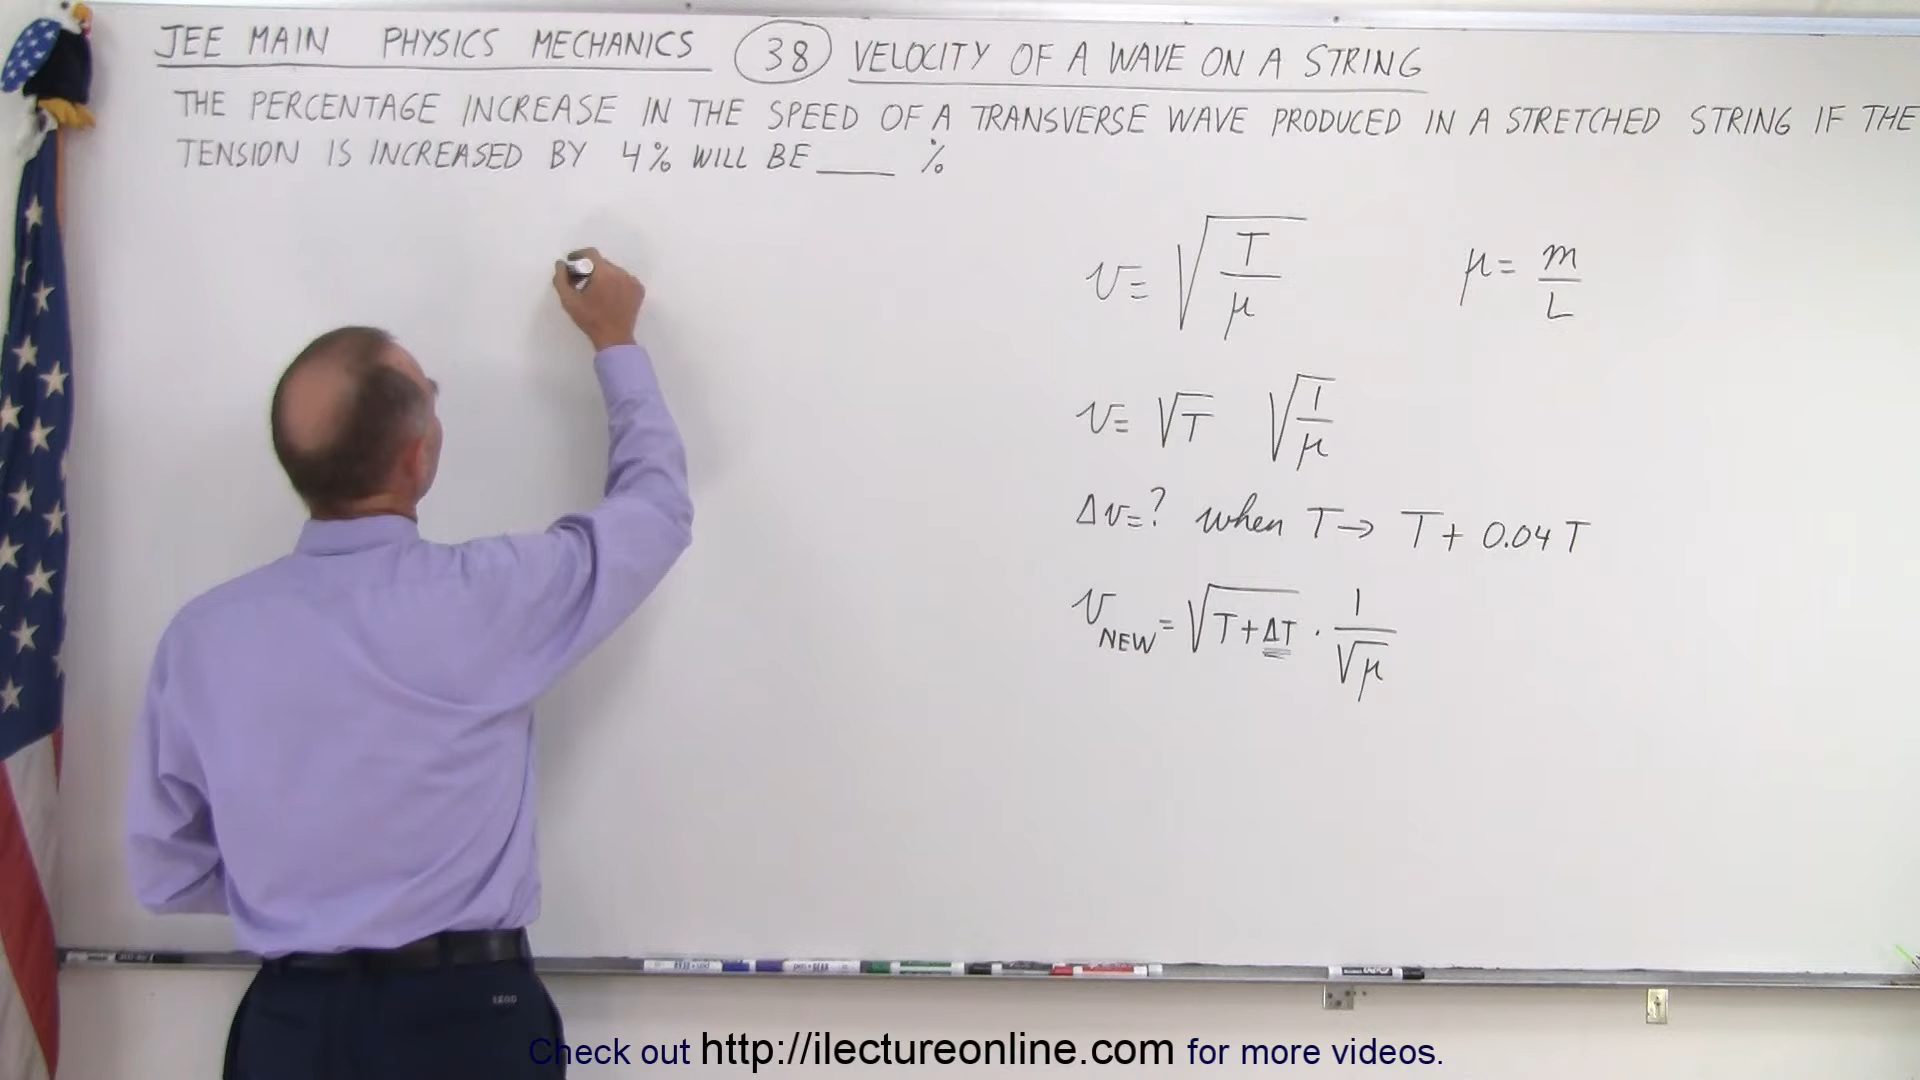 JEE MAIN PHYSICS MECHANICS 38 VELOCITY OF A WAVE ON A STRING
THE PERCENTAGE INCREASE IN THE SPEED OF A TRANSVERSE WAVE PRODUCED IN A STRETCHED STRING IF THE
TENSION IS INCREASED BY 4% WILL BE ____ %
v = √(T/μ) μ = m/L
v = √T √(1/μ)
Δv = ? when T → T + 0.04 T
v NEW = √(T + ΔT) · 1/√μ
IZOD
Check out http://ilectureonline.com for more videos.